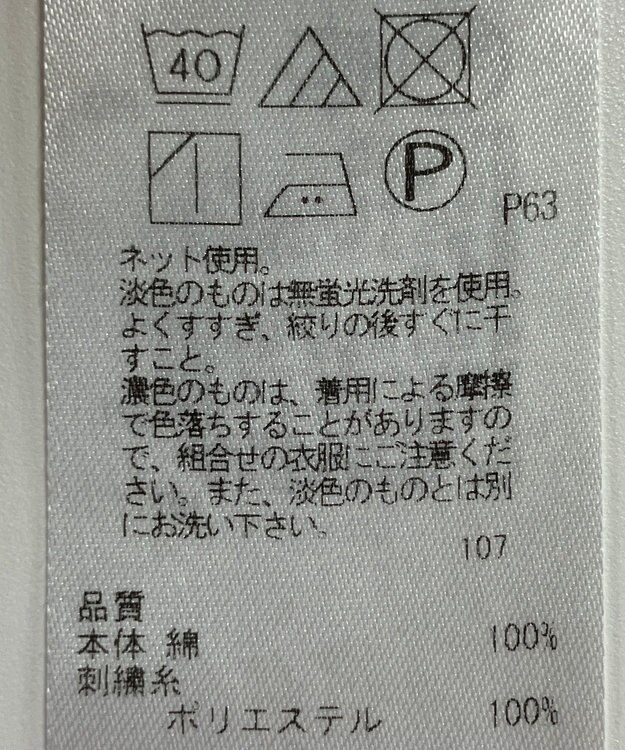 40
P
P63
ネット使用。
淡色のものは無蛍光洗剤を使用。
よくすすぎ、絞りの後すぐに干
すこと。
濃色のものは、着用による摩擦
で色落ちすることがありますの
で、組合せの衣服にご注意くだ
さい。また、淡色のものとは別
にお洗い下さい。
107
品質
本体 綿 100%
刺繍糸
ポリエステル 100%